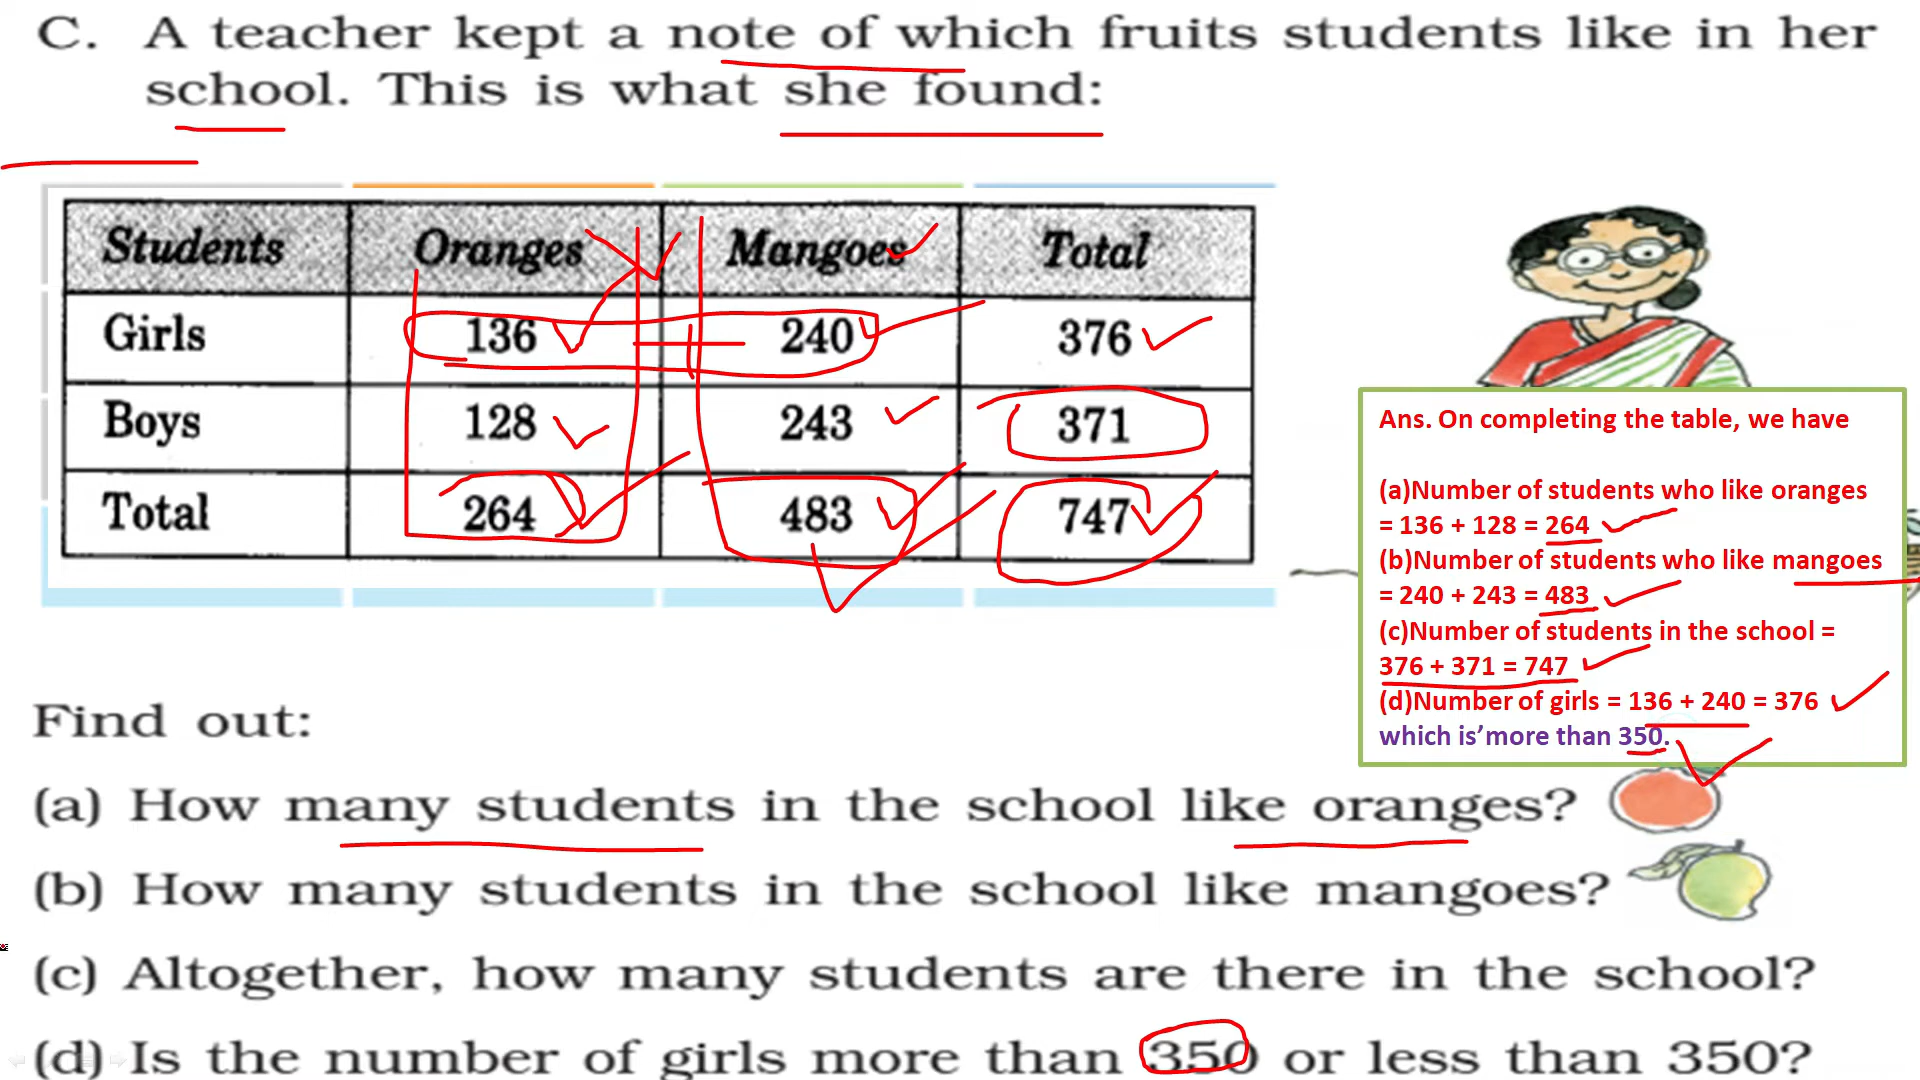 C. A teacher kept a note of which fruits students like in her
school. This is what she found:
Students Oranges Mangoes Total
Girls 136 240 376
Boys 128 243 371
Total 264 483 747
Ans. On completing the table, we have
(a)Number of students who like oranges
= 136 + 128 = 264
(b)Number of students who like mangoes
= 240 + 243 = 483
(c)Number of students in the school =
376 + 371 = 747
(d)Number of girls = 136 + 240 = 376
which is’more than 350.
Find out:
(a) How many students in the school like oranges?
(b) How many students in the school like mangoes?
(c) Altogether, how many students are there in the school?
(d) Is the number of girls more than 350 or less than 350?